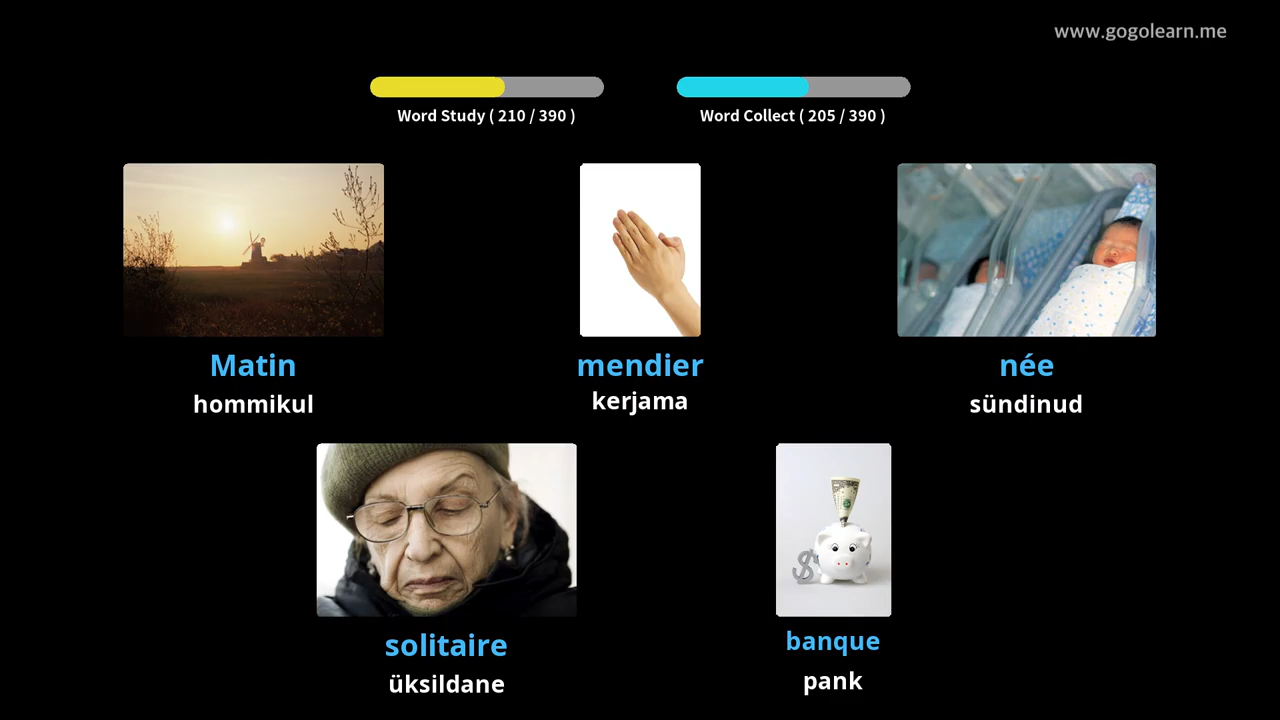 www.gogolearn.me
Word Study ( 210 / 390 )
Word Collect ( 205 / 390 )
Matin
hommikul
mendier
kerjama
née
sündinud
solitaire
üksildane
banque
pank